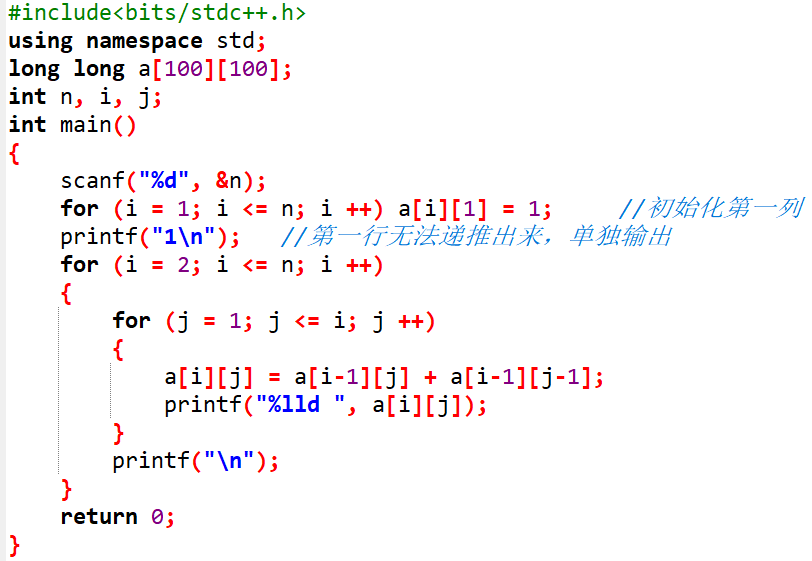 #include<bits/stdc++.h>
using namespace std;
long long a[100][100];
int n, i, j;
int main()
{
    scanf("%d", &n);
    for (i = 1; i <= n; i ++) a[i][1] = 1;     //初始化第一列
    printf("1\n");   //第一行无法递推出来，单独输出
    for (i = 2; i <= n; i ++)
    {
        for (j = 1; j <= i; j ++)
        {
            a[i][j] = a[i-1][j] + a[i-1][j-1];
            printf("%lld ", a[i][j]);
        }
        printf("\n");
    }
    return 0;
}